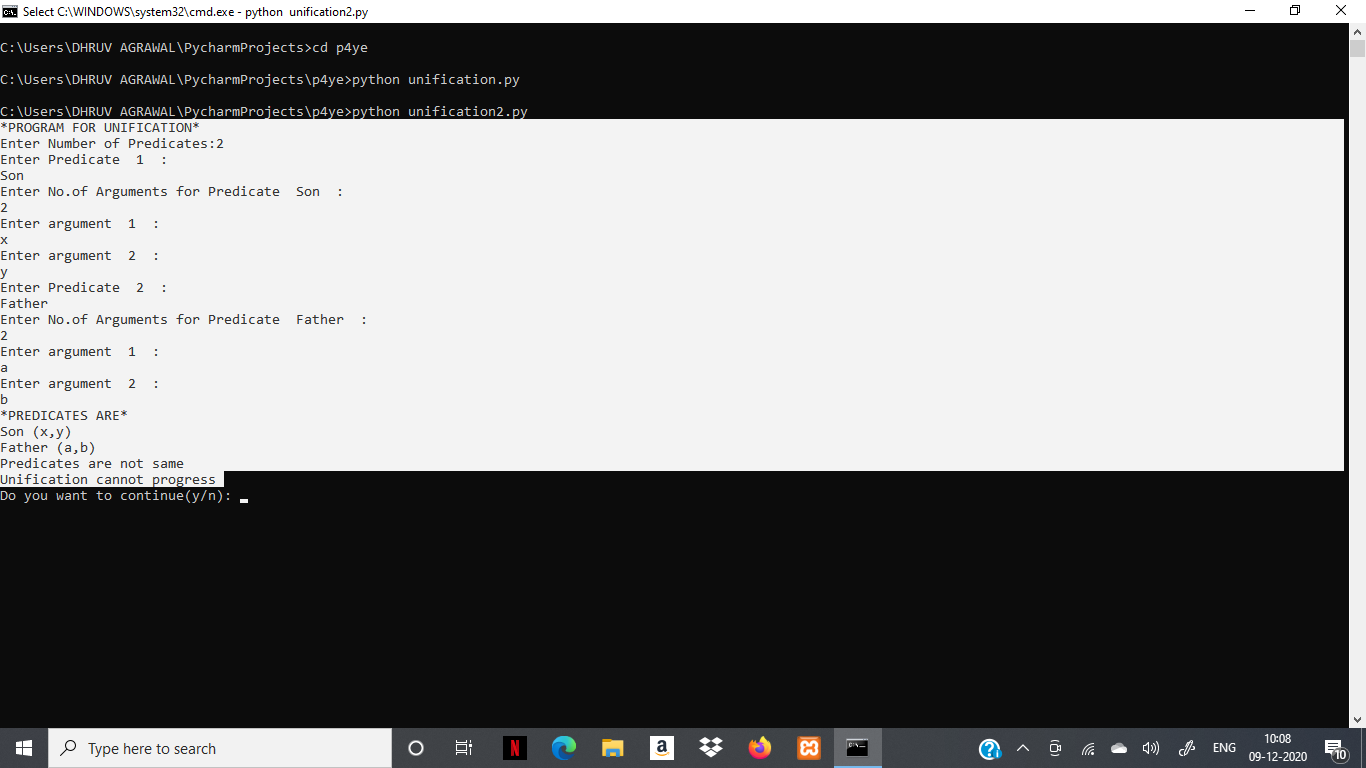 Select C:\WINDOWS\system32\cmd.exe - python  unification2.py
C:\Users\DHRUV AGRAWAL\PycharmProjects>cd p4ye
C:\Users\DHRUV AGRAWAL\PycharmProjects\p4ye>python unification.py
C:\Users\DHRUV AGRAWAL\PycharmProjects\p4ye>python unification2.py
*PROGRAM FOR UNIFICATION*
Enter Number of Predicates:2
Enter Predicate  1  :
Son
Enter No.of Arguments for Predicate  Son  :
2
Enter argument  1  :
x
Enter argument  2  :
y
Enter Predicate  2  :
Father
Enter No.of Arguments for Predicate  Father  :
2
Enter argument  1  :
a
Enter argument  2  :
b
*PREDICATES ARE*
Son (x,y)
Father (a,b)
Predicates are not same
Unification cannot progress
Do you want to continue(y/n):
Type here to search
N
a
ENG
10:08
09-12-2020
10